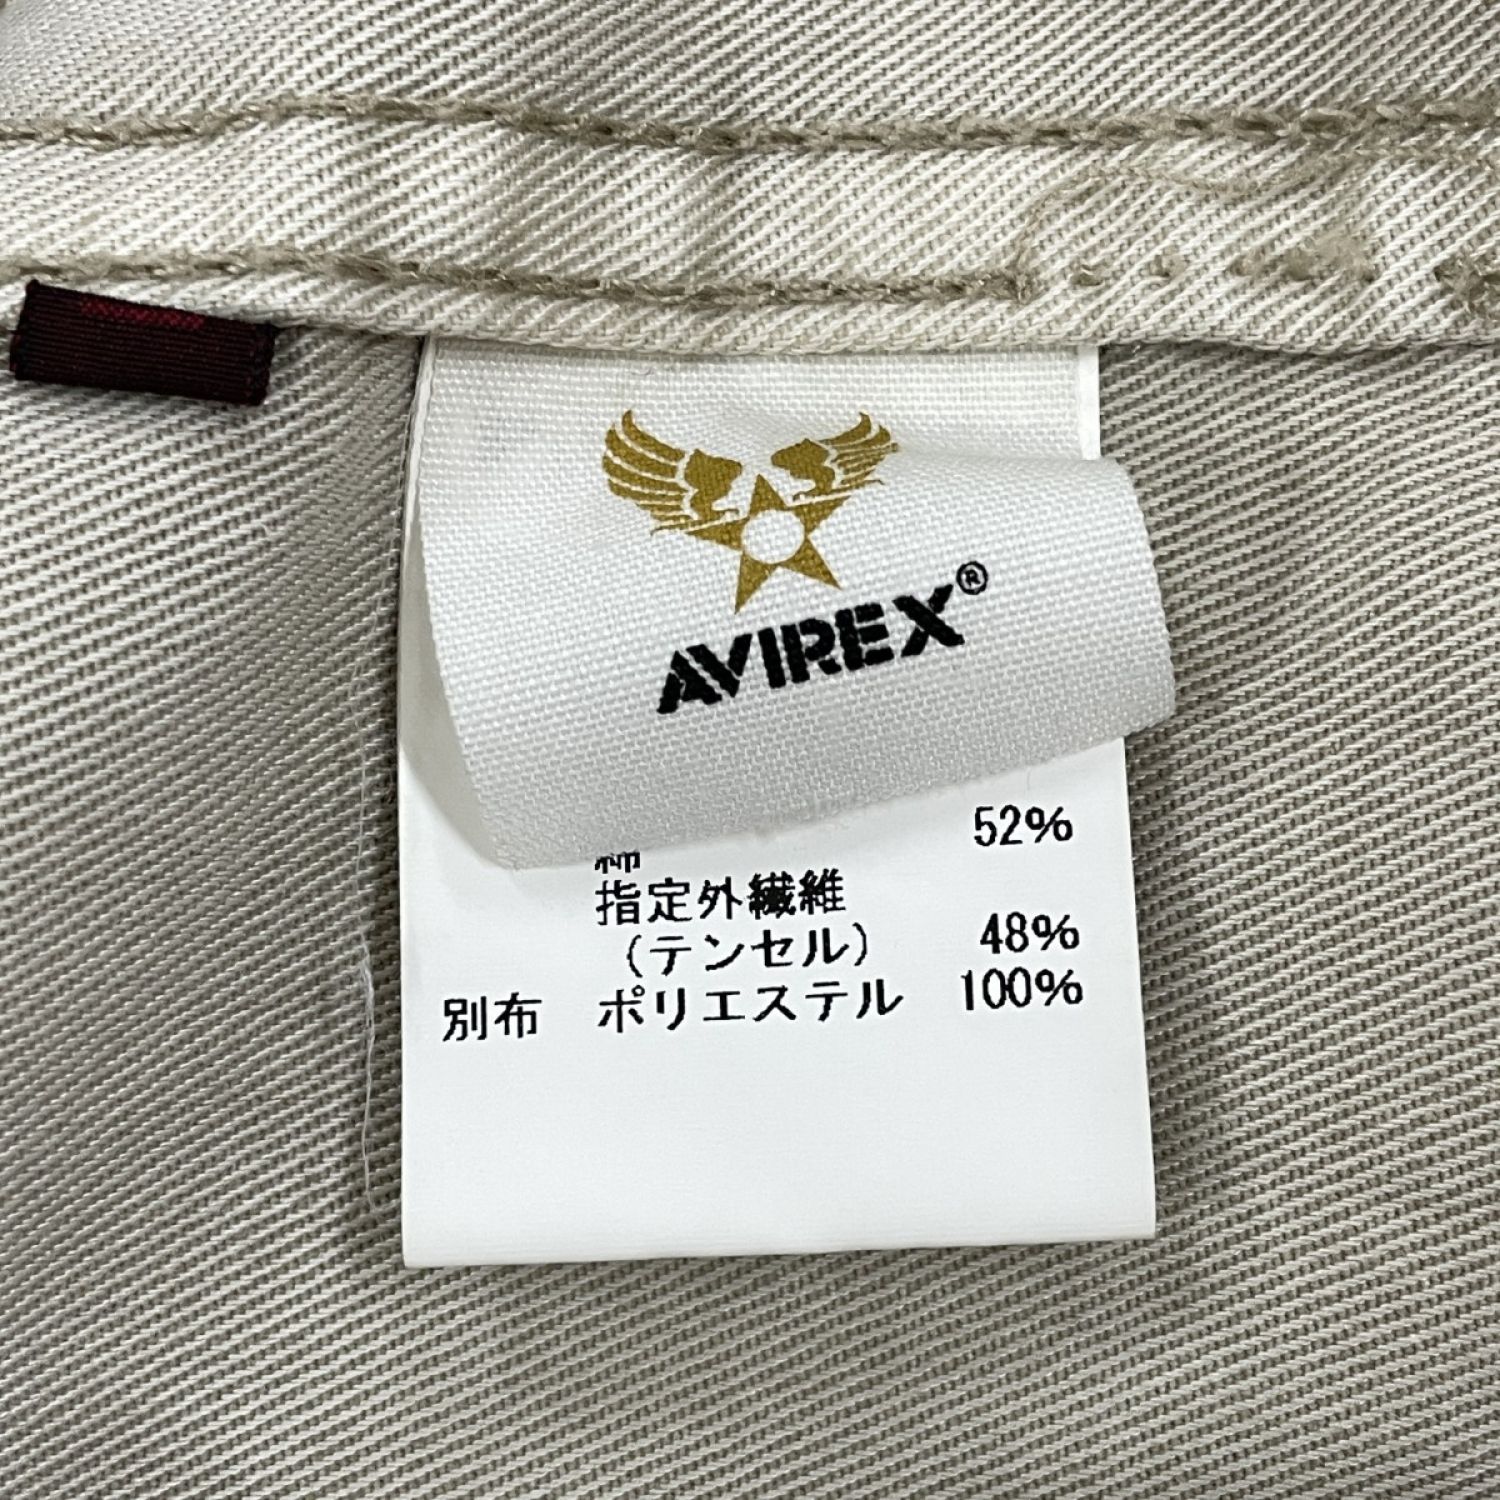 AVIREX®
綿 52%
指定外繊維
(テンセル) 48%
別布 ポリエステル 100%